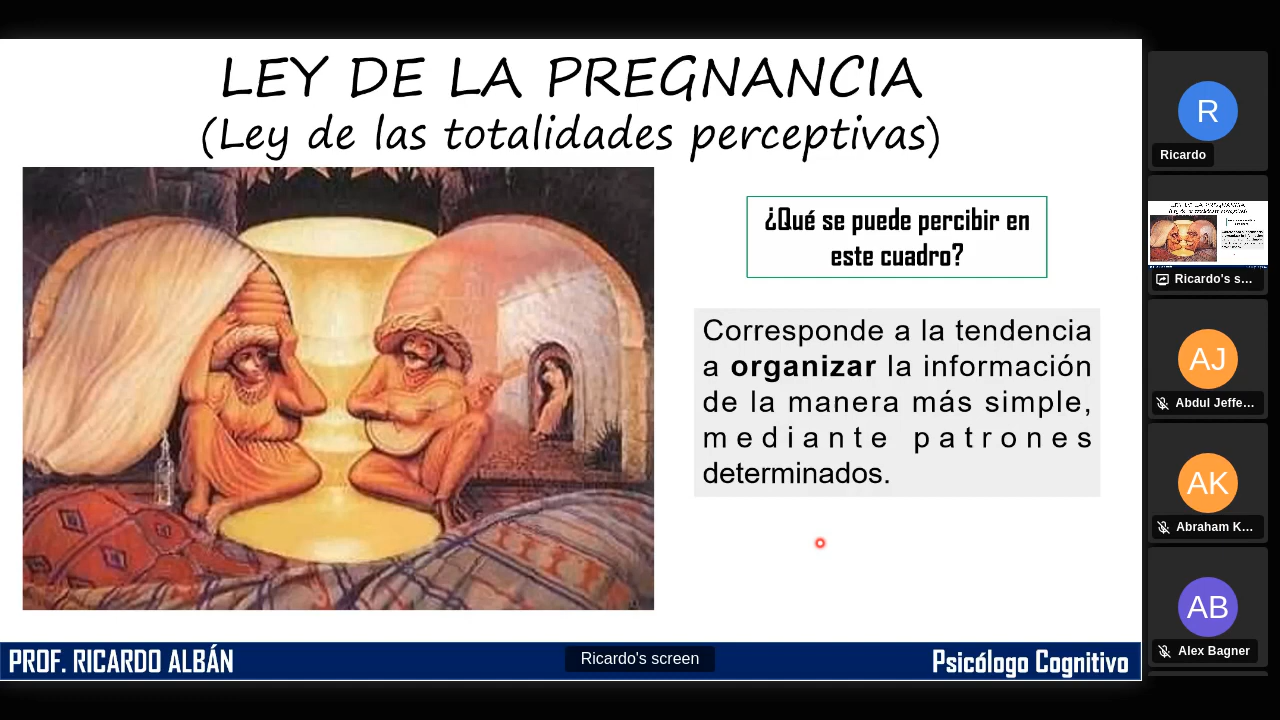 LEY DE LA PREGNANCIA
(Ley de las totalidades perceptivas)
¿Qué se puede percibir en
este cuadro?
Corresponde a la tendencia
a organizar la información
de la manera más simple,
mediante patrones
determinados.
PROF. RICARDO ALBÁN
Ricardo's screen
Psicólogo Cognitivo
R
Ricardo
Ricardo's s...
AJ
Abdul Jeffe...
AK
Abraham K...
AB
Alex Bagner